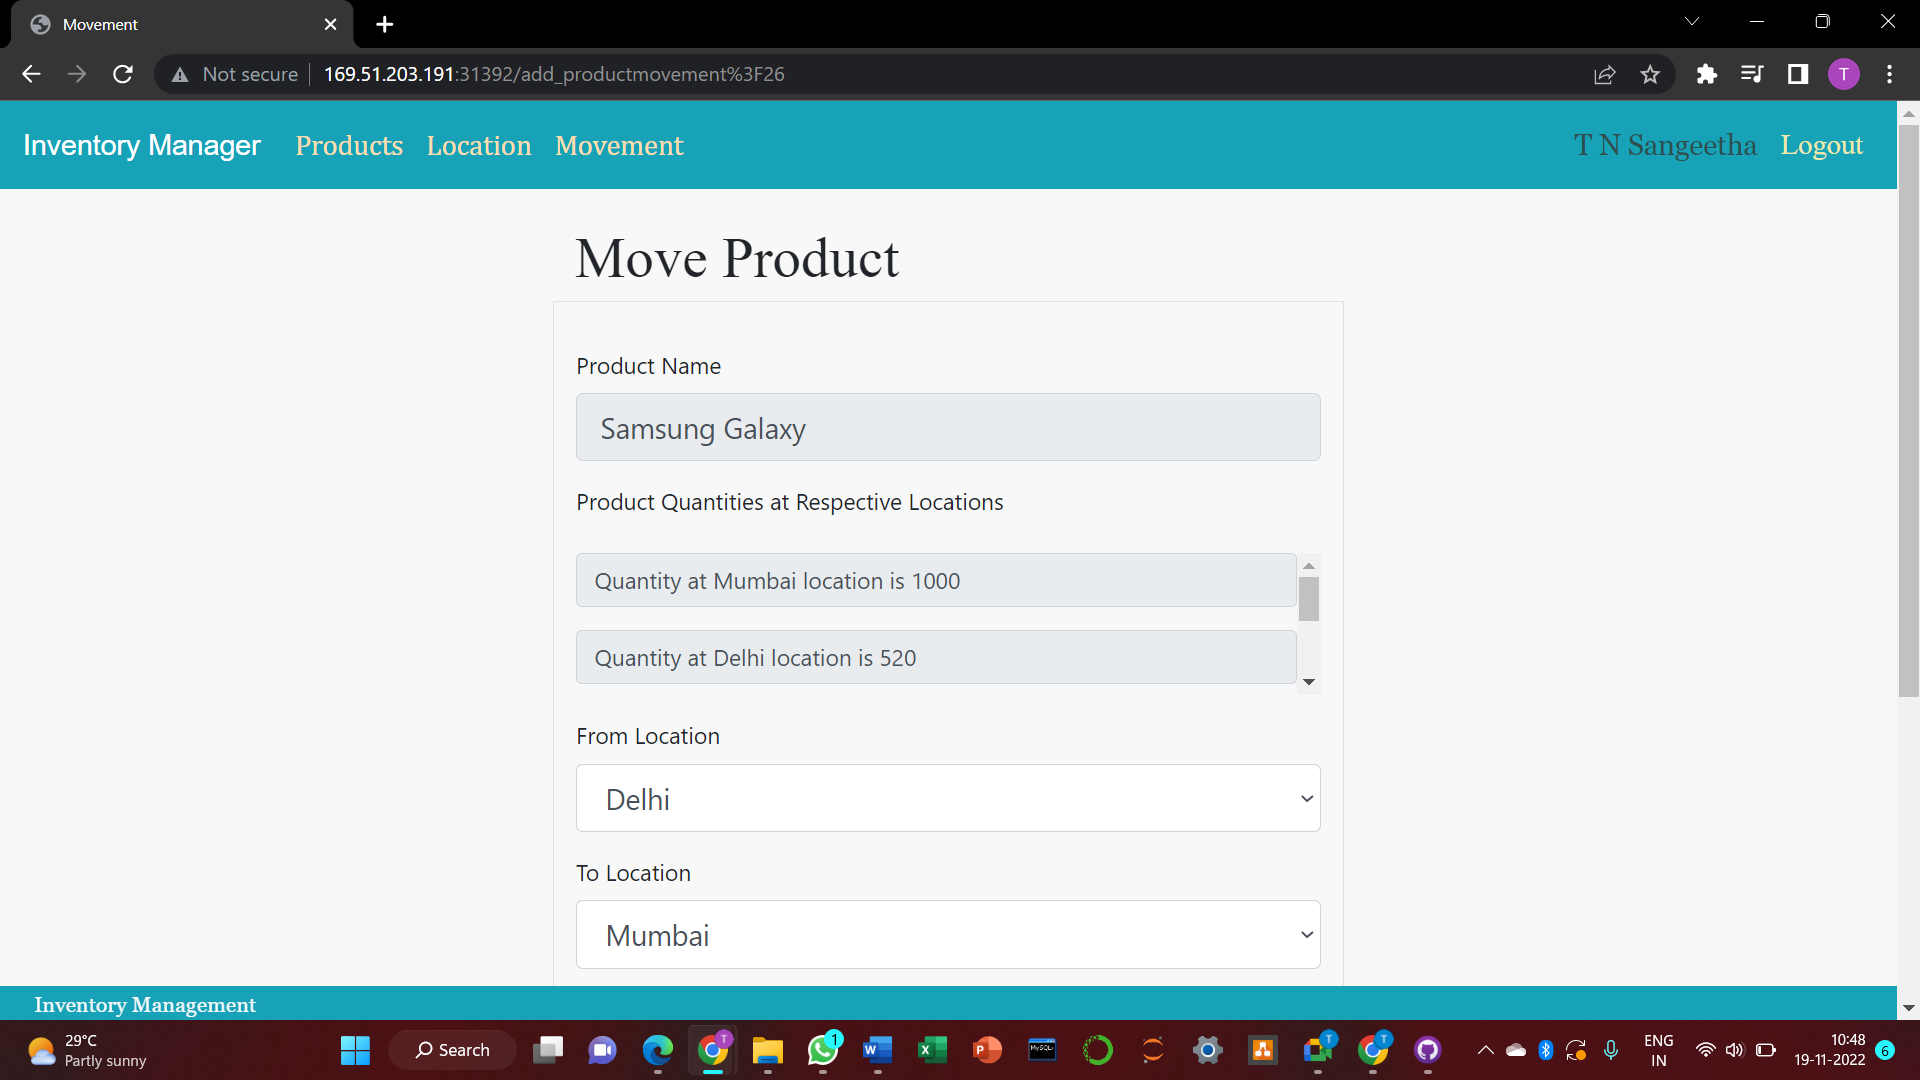 Movement
Not secure
169.51.203.191:31392/add_productmovement%3F26
T
Inventory Manager
Products
Location
Movement
T N Sangeetha
Logout
Move Product
Product Name
Samsung Galaxy
Product Quantities at Respective Locations
Quantity at Mumbai location is 1000
Quantity at Delhi location is 520
From Location
Delhi
To Location
Mumbai
Inventory Management
29°C
Partly sunny
Search
T
1
W
X
P
MySQL
T
T
ENG
IN
10:48
19-11-2022
6